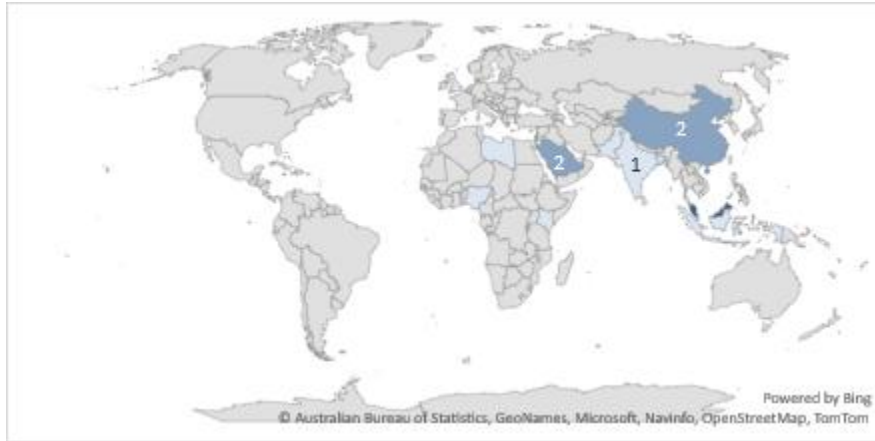 2
2
1
Powered by Bing
© Australian Bureau of Statistics, GeoNames, Microsoft, Navinfo, OpenStreetMap, TomTom